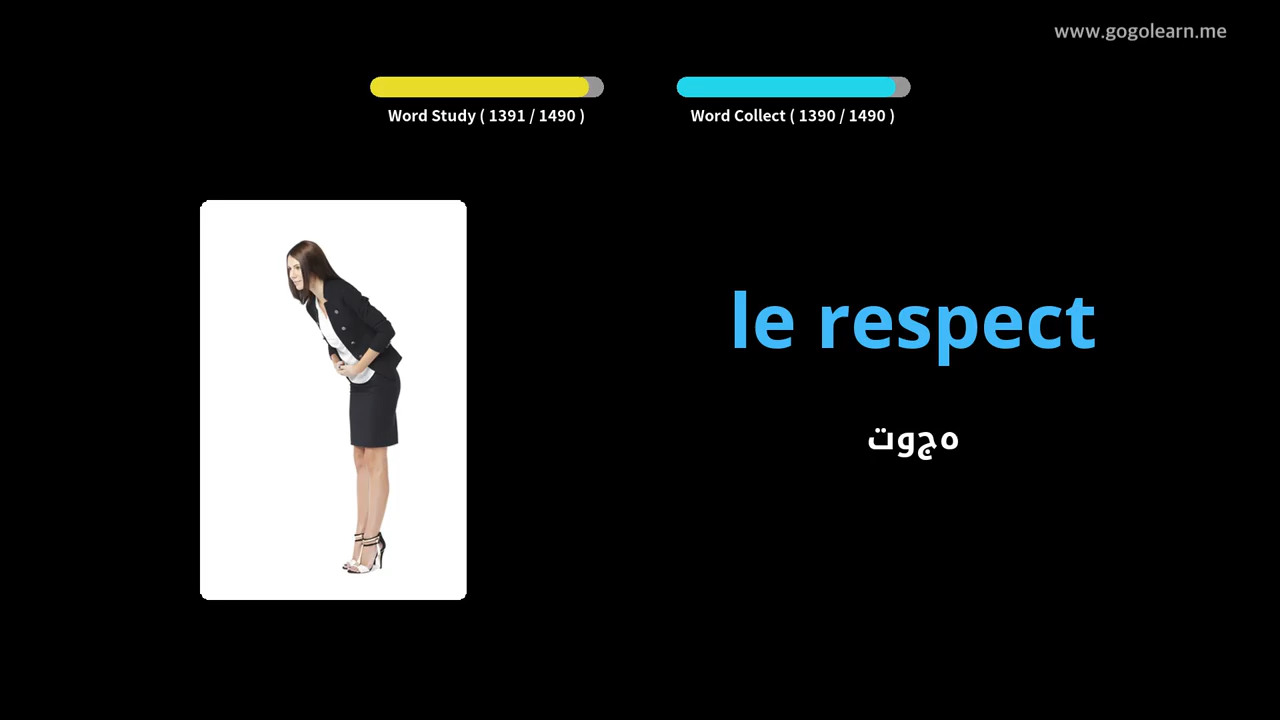 www.gogolearn.me
Word Study ( 1391 / 1490 )
Word Collect ( 1390 / 1490 )
le respect
هجوت